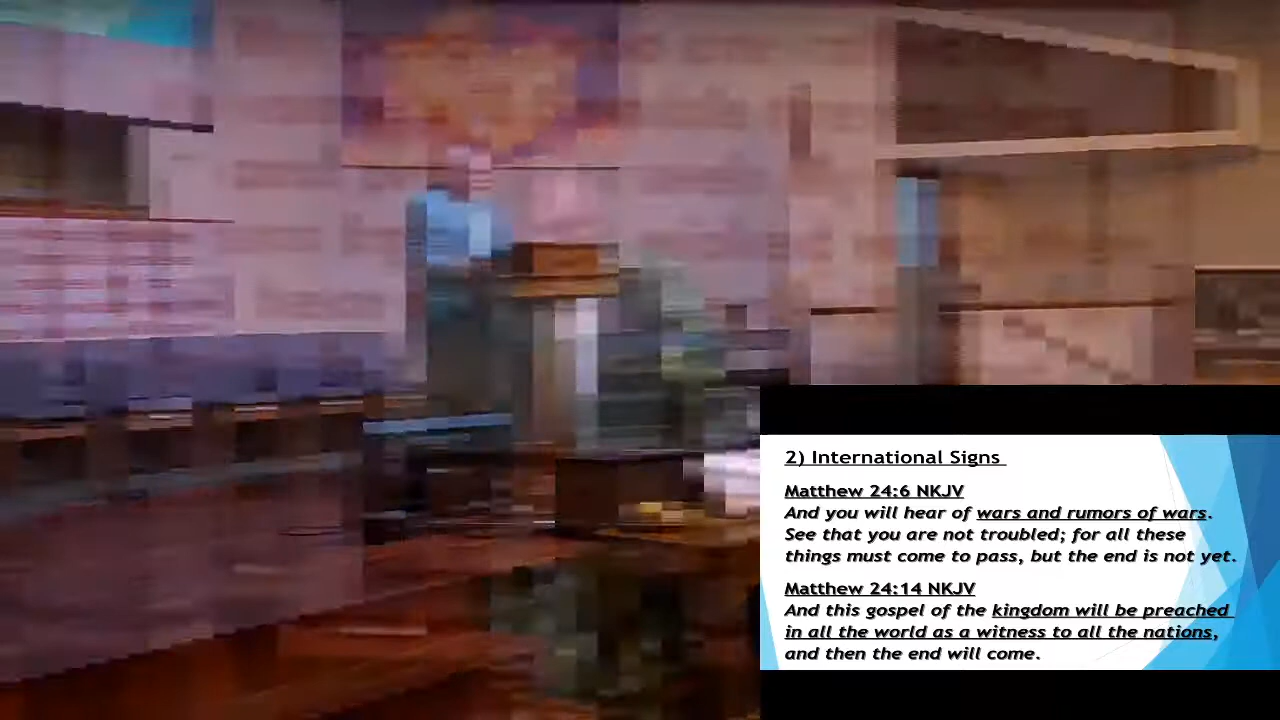 2) International Signs
Matthew 24:6 NKJV
And you will hear of wars and rumors of wars.
See that you are not troubled; for all these
things must come to pass, but the end is not yet.
Matthew 24:14 NKJV
And this gospel of the kingdom will be preached
in all the world as a witness to all the nations,
and then the end will come.